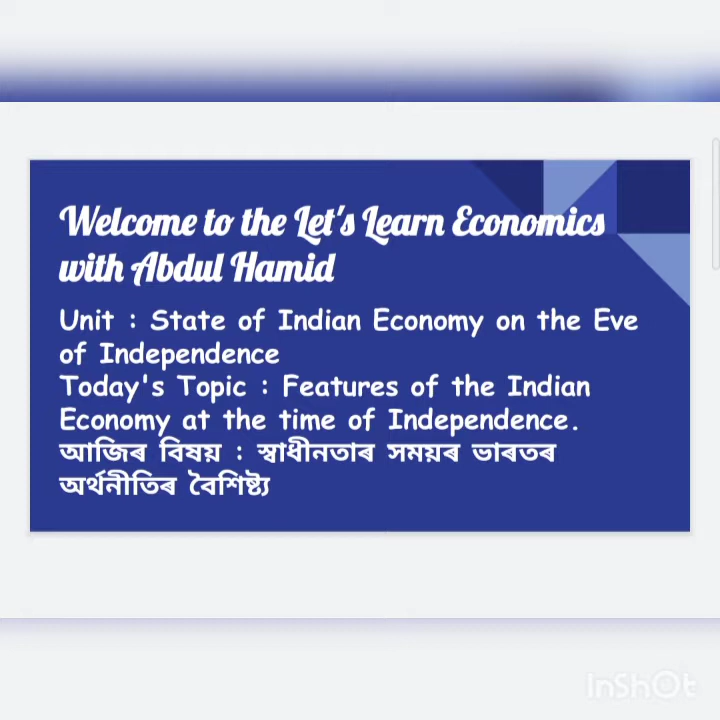 Welcome to the Let's Learn Economics
with Abdul Hamid
Unit : State of Indian Economy on the Eve
of Independence
Today's Topic : Features of the Indian
Economy at the time of Independence.
আজিৰ বিষয় : স্বাধীনতাৰ সময়ৰ ভাৰতৰ
অৰ্থনীতিৰ বৈশিষ্ট্য
InShOt